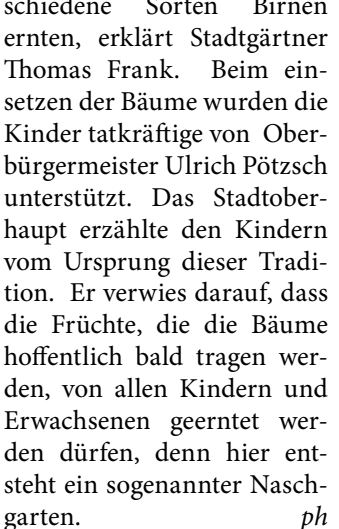 schiedene Sorten Birnen
ernten, erklärt Stadtgärtner
Thomas Frank. Beim ein-
setzen der Bäume wurden die
Kinder tatkräftige von Ober-
bürgermeister Ulrich Pötzsch
unterstützt. Das Stadtober-
haupt erzählte den Kindern
vom Ursprung dieser Tradi-
tion. Er verwies darauf, dass
die Früchte, die die Bäume
hoffentlich bald tragen wer-
den, von allen Kindern und
Erwachsenen geerntet wer-
den dürfen, denn hier ent-
steht ein sogenannter Nasch-
garten. ph